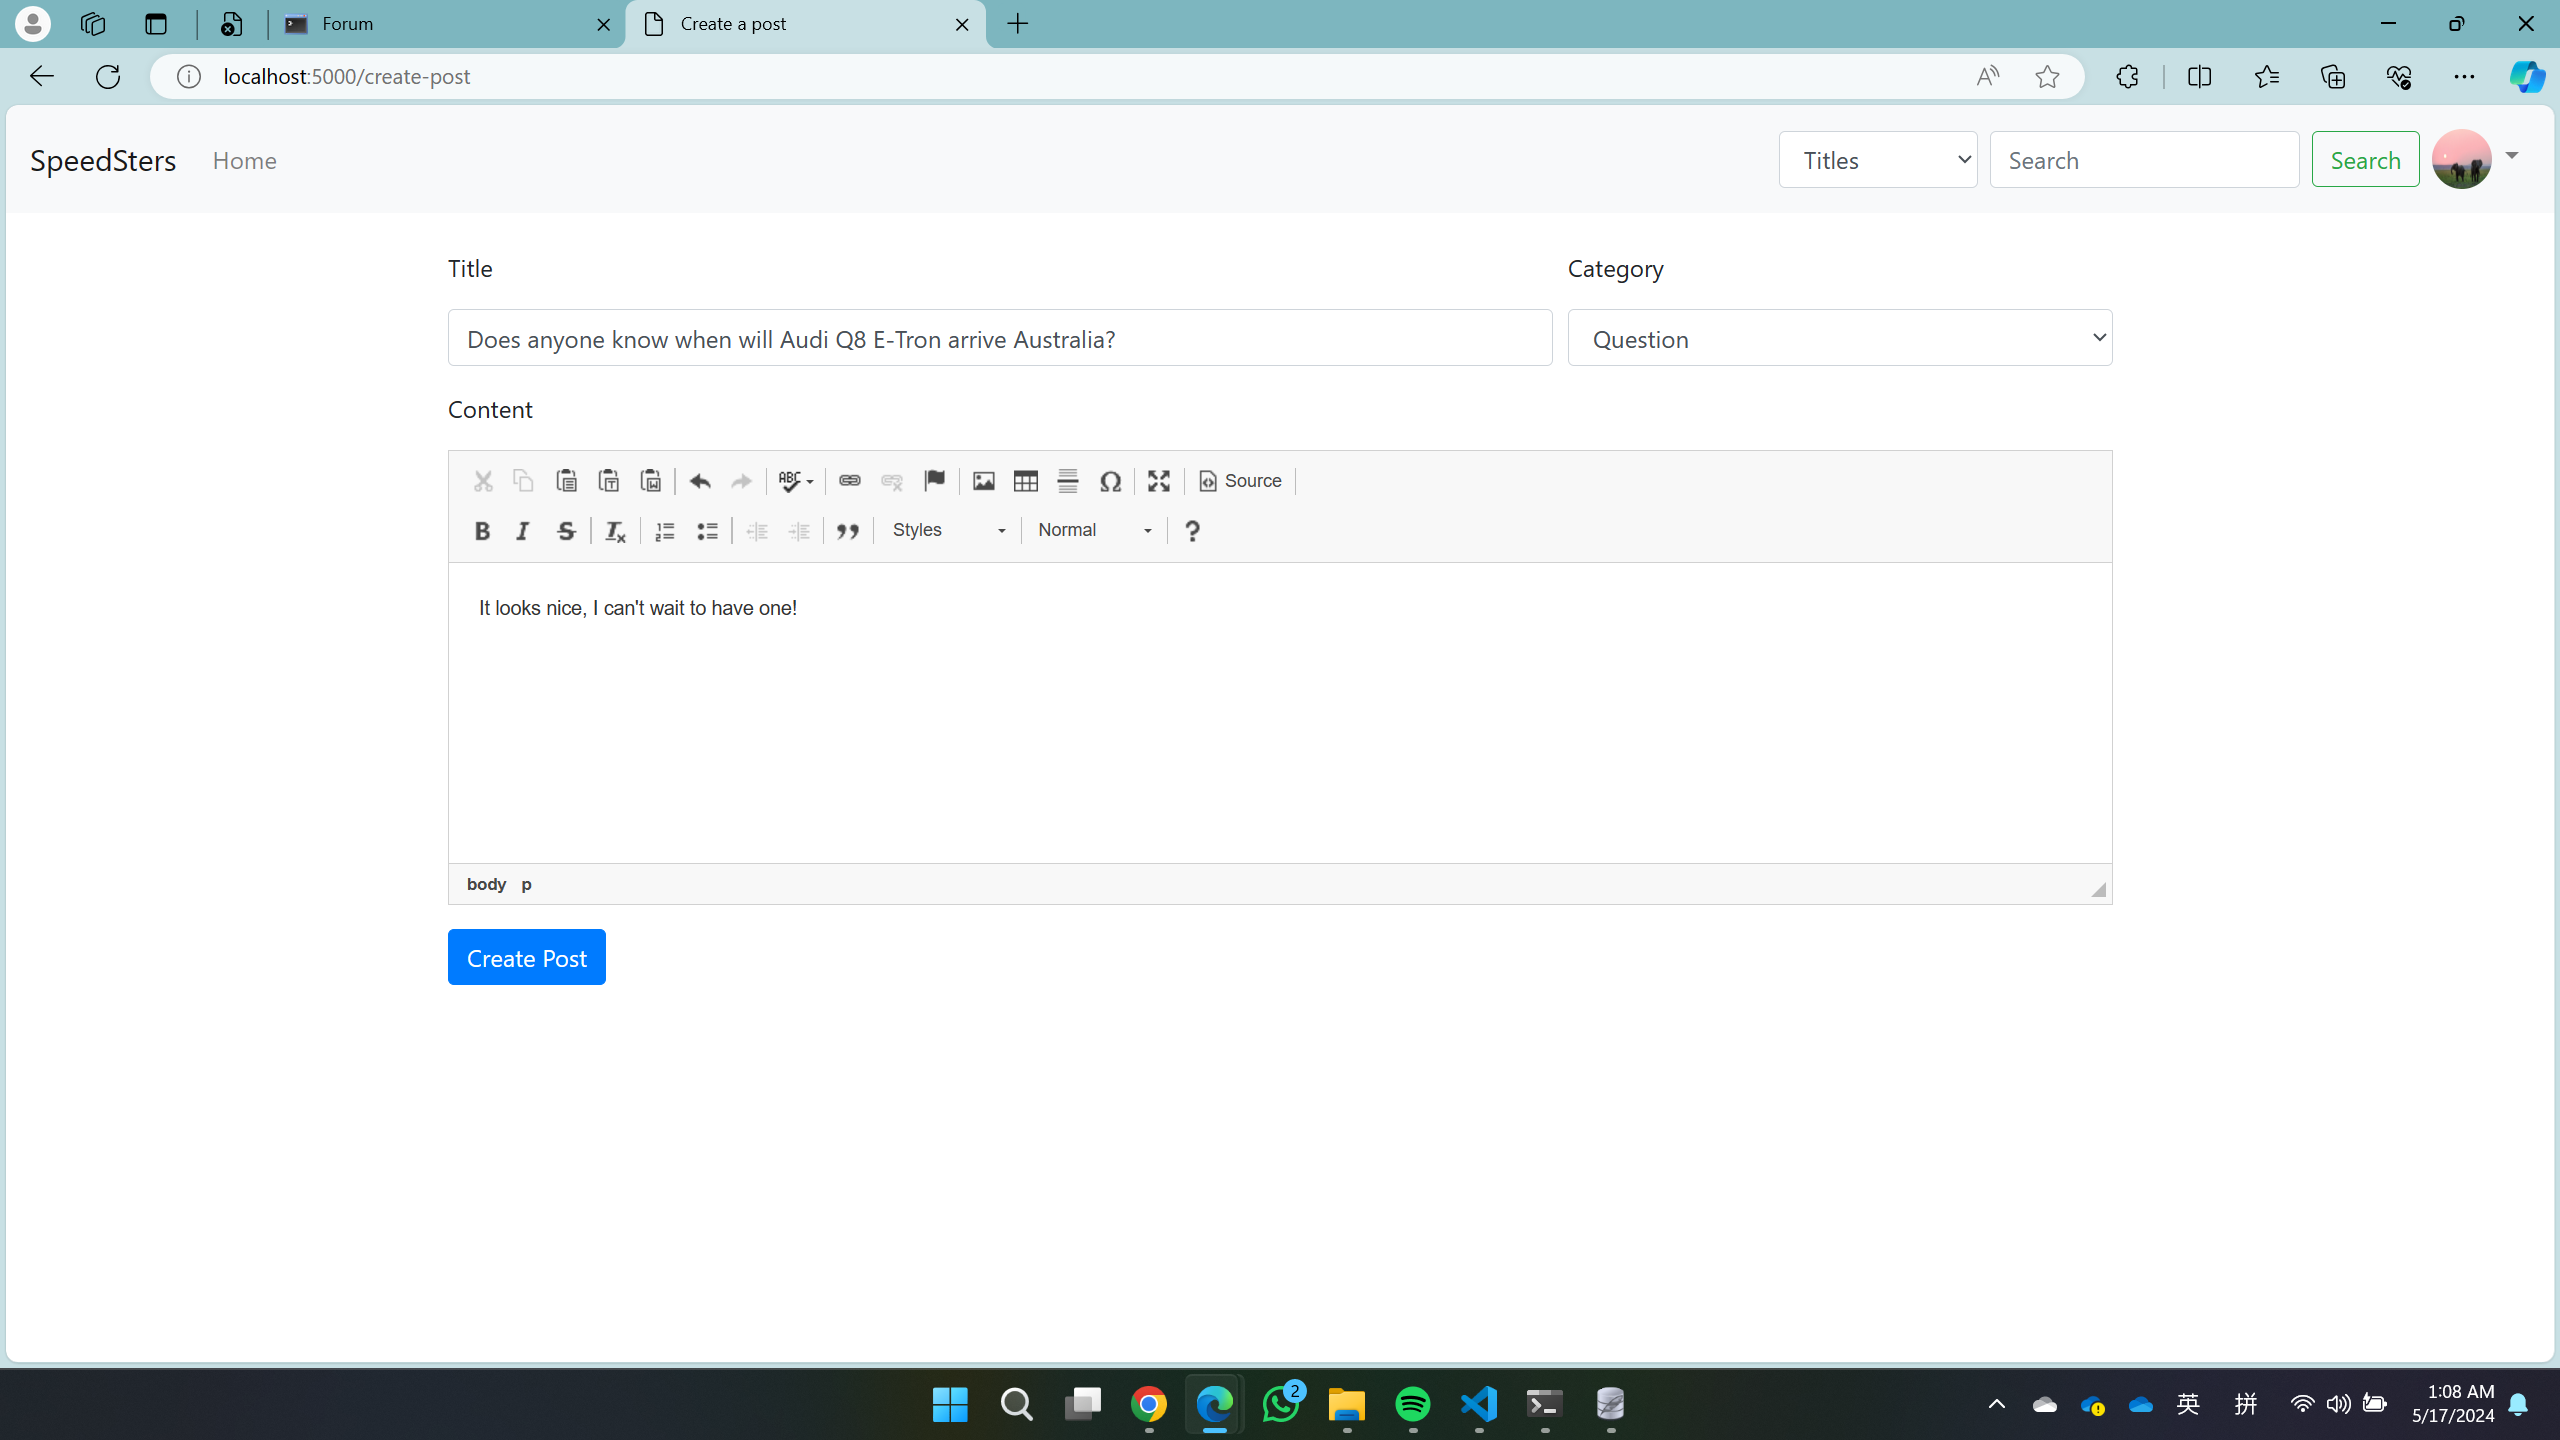 Forum
Create a post
localhost:5000/create-post
SpeedSters Home Titles Search Search
Title Category
Does anyone know when will Audi Q8 E-Tron arrive Australia? Question
Content
ABC Source
Styles Normal
It looks nice, I can't wait to have one!
body p
Create Post
2
英 拼 1:08 AM
5/17/2024